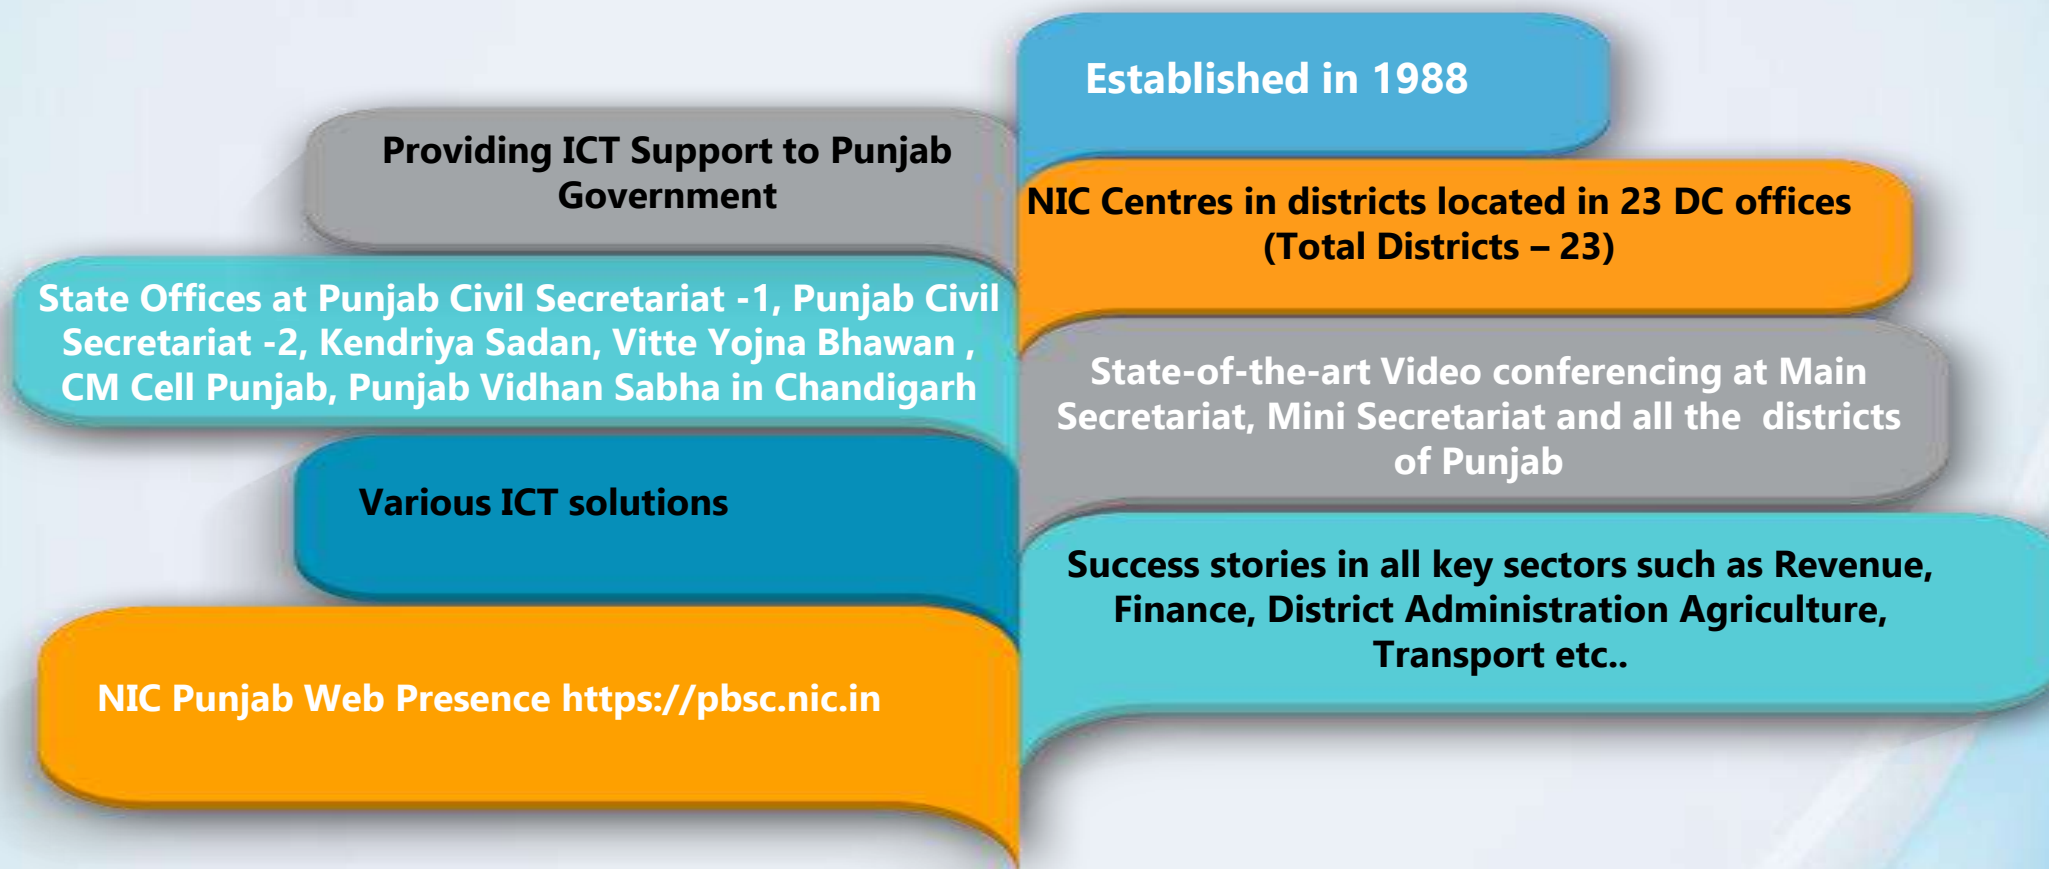 Established in 1988
Providing ICT Support to Punjab
Government
NIC Centres in districts located in 23 DC offices
(Total Districts – 23)
State Offices at Punjab Civil Secretariat -1, Punjab Civil
Secretariat -2, Kendriya Sadan, Vitte Yojna Bhawan ,
CM Cell Punjab, Punjab Vidhan Sabha in Chandigarh
State-of-the-art Video conferencing at Main
Secretariat, Mini Secretariat and all the  districts
of Punjab
Various ICT solutions
Success stories in all key sectors such as Revenue,
Finance, District Administration Agriculture,
Transport etc..
NIC Punjab Web Presence https://pbsc.nic.in